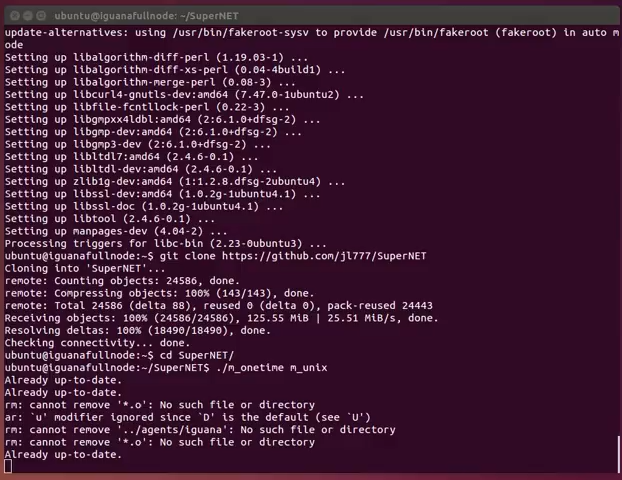 ubuntu@iguanafullnode: ~/SuperNET
update-alternatives: using /usr/bin/fakeroot-sysv to provide /usr/bin/fakeroot (fakeroot) in auto m
ode
Setting up libalgorithm-diff-perl (1.19.03-1) ...
Setting up libalgorithm-diff-xs-perl (0.04-4build1) ...
Setting up libalgorithm-merge-perl (0.08-3) ...
Setting up libcurl4-gnutls-dev:amd64 (7.47.0-1ubuntu2) ...
Setting up libfile-fcntllock-perl (0.22-3) ...
Setting up libgmpxx4ldbl:amd64 (2:6.1.0+dfsg-2) ...
Setting up libgmp-dev:amd64 (2:6.1.0+dfsg-2) ...
Setting up libgmp3-dev (2:6.1.0+dfsg-2) ...
Setting up libltdl7:amd64 (2.4.6-0.1) ...
Setting up libltdl-dev:amd64 (2.4.6-0.1) ...
Setting up zlib1g-dev:amd64 (1:1.2.8.dfsg-2ubuntu4) ...
Setting up libssl-dev:amd64 (1.0.2g-1ubuntu4.1) ...
Setting up libssl-doc (1.0.2g-1ubuntu4.1) ...
Setting up libtool (2.4.6-0.1) ...
Setting up manpages-dev (4.04-2) ...
Processing triggers for libc-bin (2.23-0ubuntu3) ...
ubuntu@iguanafullnode:~$ git clone https://github.com/jl777/SuperNET
Cloning into 'SuperNET'...
remote: Counting objects: 24586, done.
remote: Compressing objects: 100% (143/143), done.
remote: Total 24586 (delta 88), reused 0 (delta 0), pack-reused 24443
Receiving objects: 100% (24586/24586), 125.55 MiB | 25.51 MiB/s, done.
Resolving deltas: 100% (18490/18490), done.
Checking connectivity... done.
ubuntu@iguanafullnode:~$ cd SuperNET/
ubuntu@iguanafullnode:~/SuperNET$ ./m_onetime m_unix
Already up-to-date.
Already up-to-date.
rm: cannot remove '*.o': No such file or directory
ar: `u' modifier ignored since `D' is the default (see `U')
rm: cannot remove '../agents/iguana': No such file or directory
rm: cannot remove '*.o': No such file or directory
Already up-to-date.